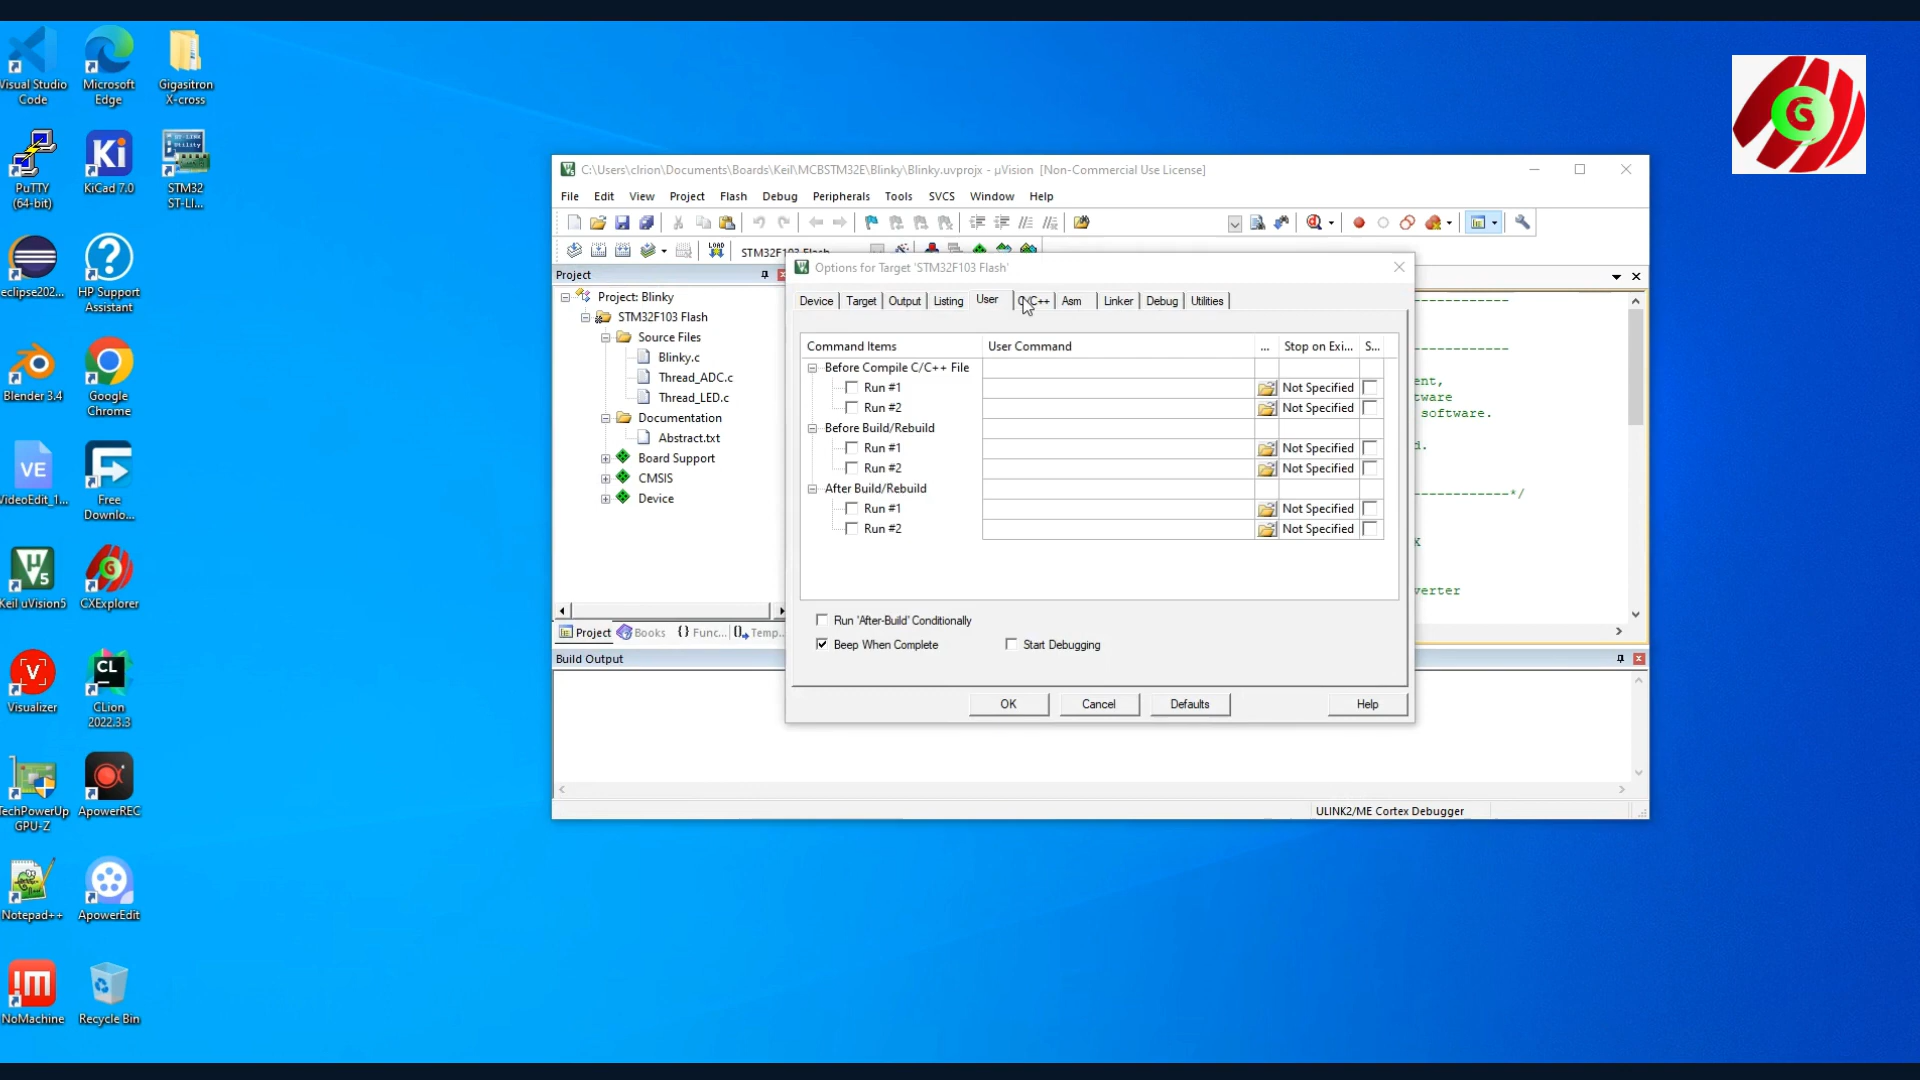 Visual Studio
Code
Microsoft
Edge
Gigasitron
X-cross
PuTTY
(64-bit)
KiCad 7.0
STM32
ST-LI...
eclipse202...
HP Support
Assistant
Blender 3.4
Google
Chrome
VideoEdit_1...
Free
Downlo...
Keil uVision5
CXExplorer
Visualizer
CLion
2022.3.3
TechPowerUp
GPU-Z
ApowerREC
Notepad++
ApowerEdit
NoMachine
Recycle Bin
G
C:\Users\clrion\Documents\Boards\Keil\MCBSTM32E\Blinky\Blinky.uvprojx - µVision [Non-Commercial Use License]
File Edit View Project Flash Debug Peripherals Tools SVCS Window Help
LOAD STM32F103 Flash
Project
Project: Blinky
STM32F103 Flash
Source Files
Blinky.c
Thread_ADC.c
Thread_LED.c
Documentation
Abstract.txt
Board Support
CMSIS
Device
Project Books Func... Temp...
Options for Target 'STM32F103 Flash'
Device Target Output Listing User C/C++ Asm Linker Debug Utilities
Command Items User Command ... Stop on Exi... S...
Before Compile C/C++ File
Run #1 Not Specified
Run #2 Not Specified
Before Build/Rebuild
Run #1 Not Specified
Run #2 Not Specified
After Build/Rebuild
Run #1 Not Specified
Run #2 Not Specified
Run 'After-Build' Conditionally
Beep When Complete Start Debugging
OK Cancel Defaults Help
---------------
---------------
ent,
tware
software.
d.
---------------*/
x
verter
Build Output
ULINK2/ME Cortex Debugger